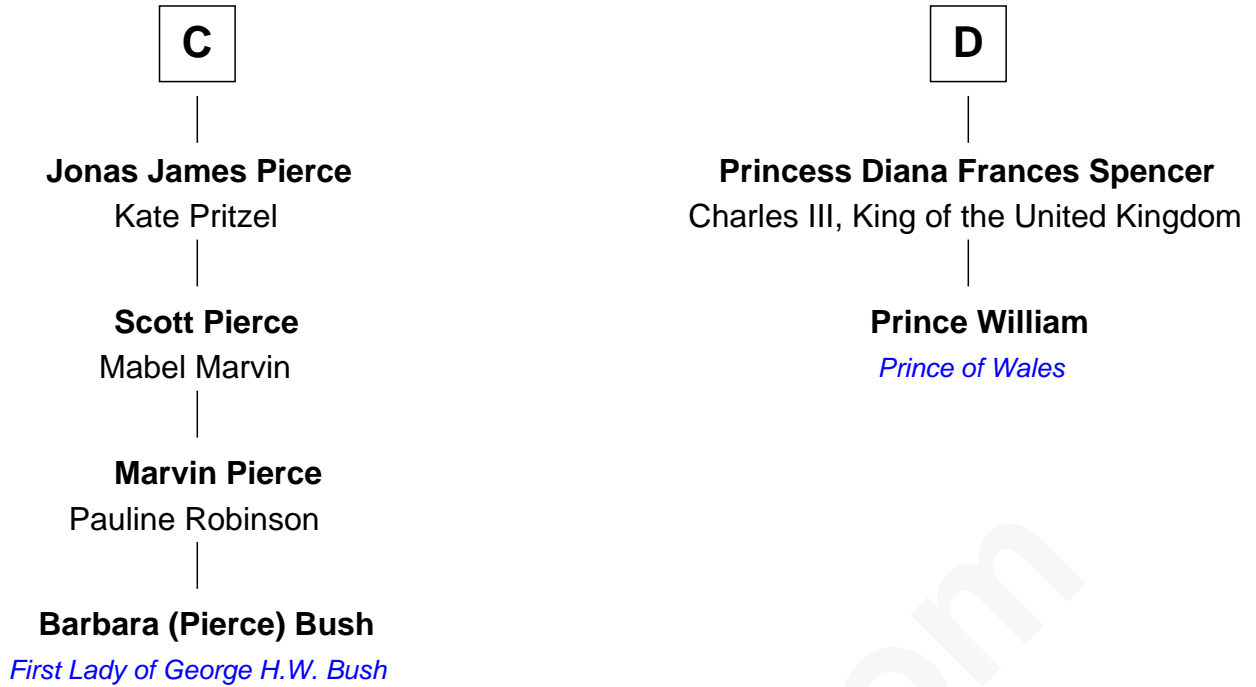 C
Jonas James Pierce
Kate Pritzel
Scott Pierce
Mabel Marvin
Marvin Pierce
Pauline Robinson
Barbara (Pierce) Bush
First Lady of George H.W. Bush
D
Princess Diana Frances Spencer
Charles III, King of the United Kingdom
Prince William
Prince of Wales
om